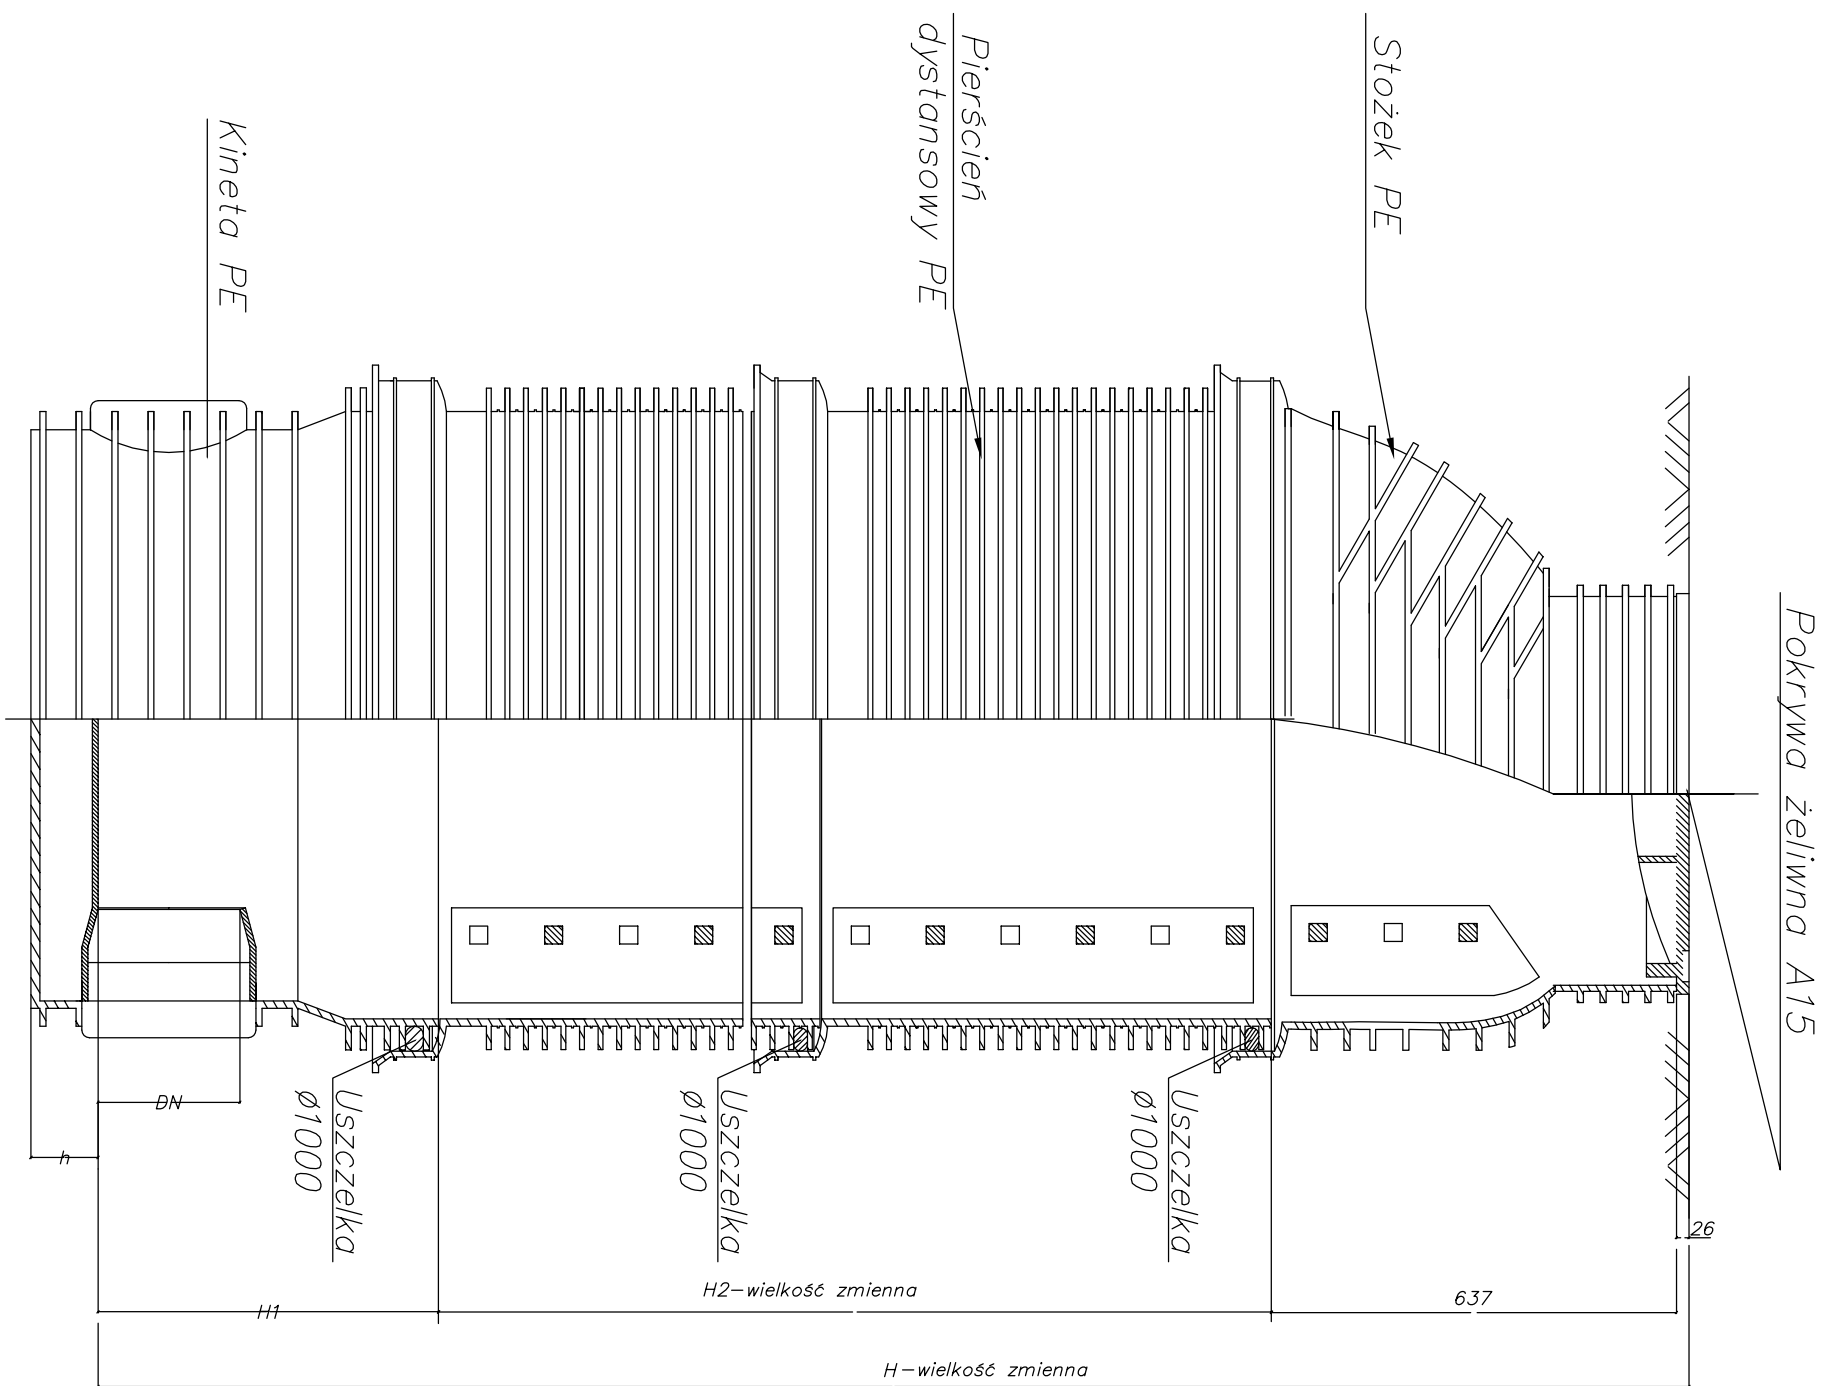 Kineta PE
Pierścień
dystansowy PE
Stożek PE
Pokrywa żeliwna A15
Uszczelka
ø1000
Uszczelka
ø1000
Uszczelka
ø1000
DN
h
26
H1
H2-wielkość zmienna
637
H-wielkość zmienna